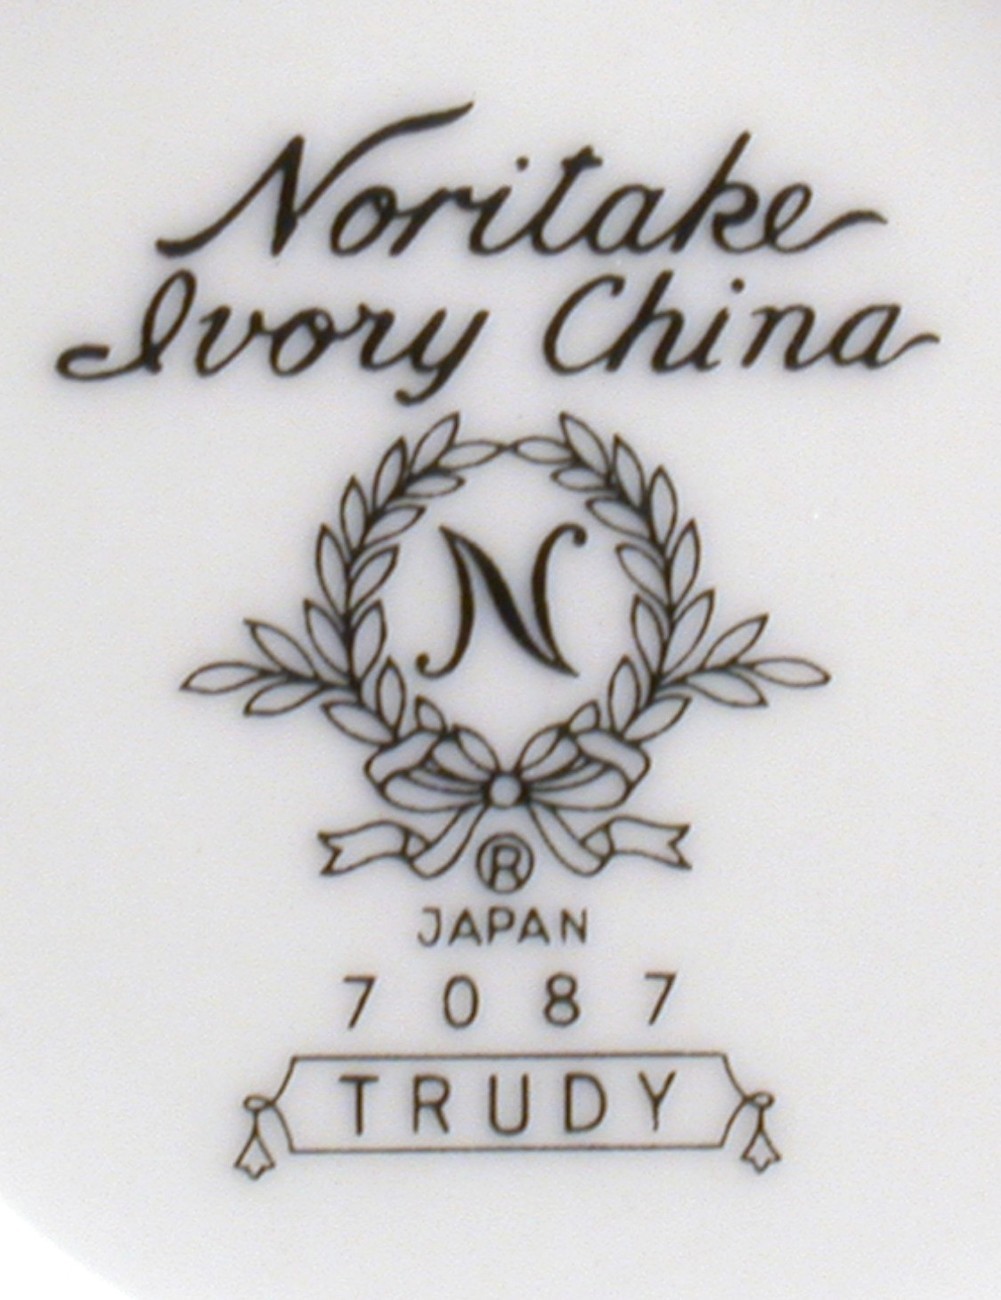 Noritake
Ivory China
N
®
JAPAN
7087
TRUDY